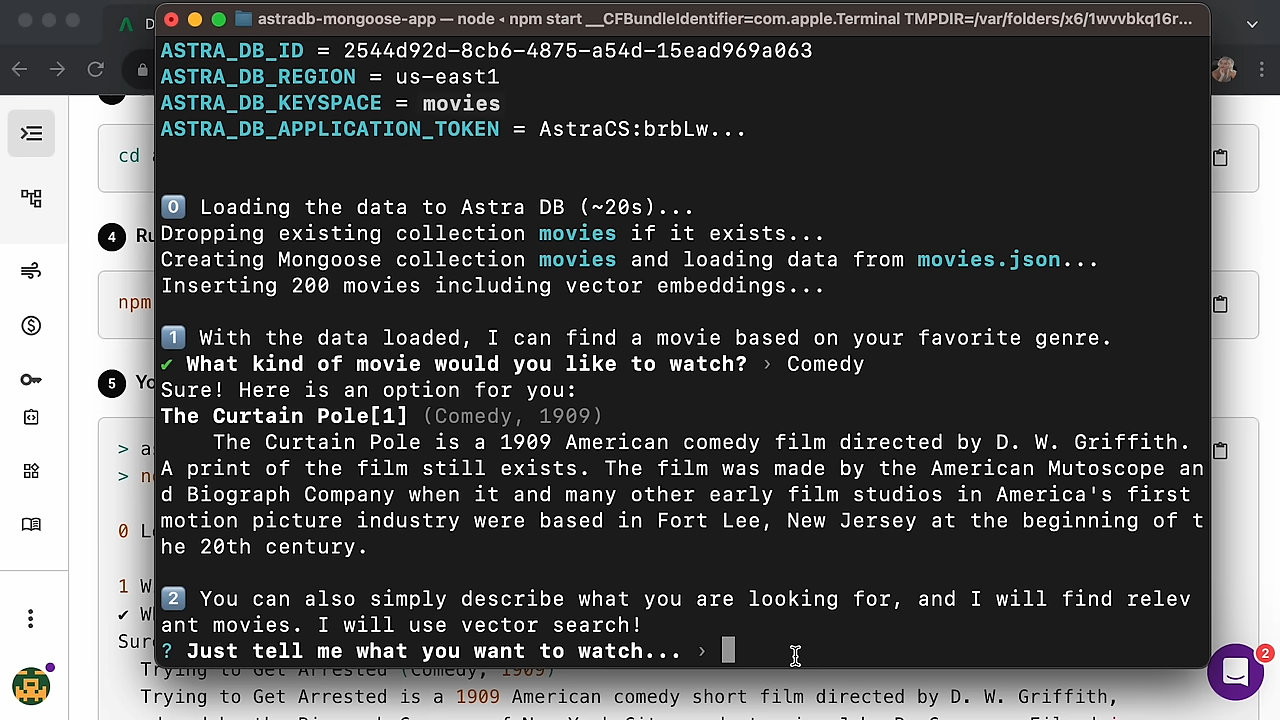 astradb-mongoose-app — node ◂ npm start __CFBundleIdentifier=com.apple.Terminal TMPDIR=/var/folders/x6/1wvvbkq16r...
ASTRA_DB_ID = 2544d92d-8cb6-4875-a54d-15ead969a063
ASTRA_DB_REGION = us-east1
ASTRA_DB_KEYSPACE = movies
ASTRA_DB_APPLICATION_TOKEN = AstraCS:brbLw...
cd
0 Loading the data to Astra DB (~20s)...
4
Dropping existing collection movies if it exists...
Creating Mongoose collection movies and loading data from movies.json...
Inserting 200 movies including vector embeddings...
npm
1 With the data loaded, I can find a movie based on your favorite genre.
✔ What kind of movie would you like to watch? › Comedy
5
Sure! Here is an option for you:
The Curtain Pole[1] (Comedy, 1909)
The Curtain Pole is a 1909 American comedy film directed by D. W. Griffith.
A print of the film still exists. The film was made by the American Mutoscope an
d Biograph Company when it and many other early film studios in America's first
motion picture industry were based in Fort Lee, New Jersey at the beginning of t
he 20th century.
0
1
2 You can also simply describe what you are looking for, and I will find relev
ant movies. I will use vector search!
? Just tell me what you want to watch... ›
2
Trying to Get Arrested (Comedy, 1909)
Trying to Get Arrested is a 1909 American comedy short film directed by D. W. Griffith,